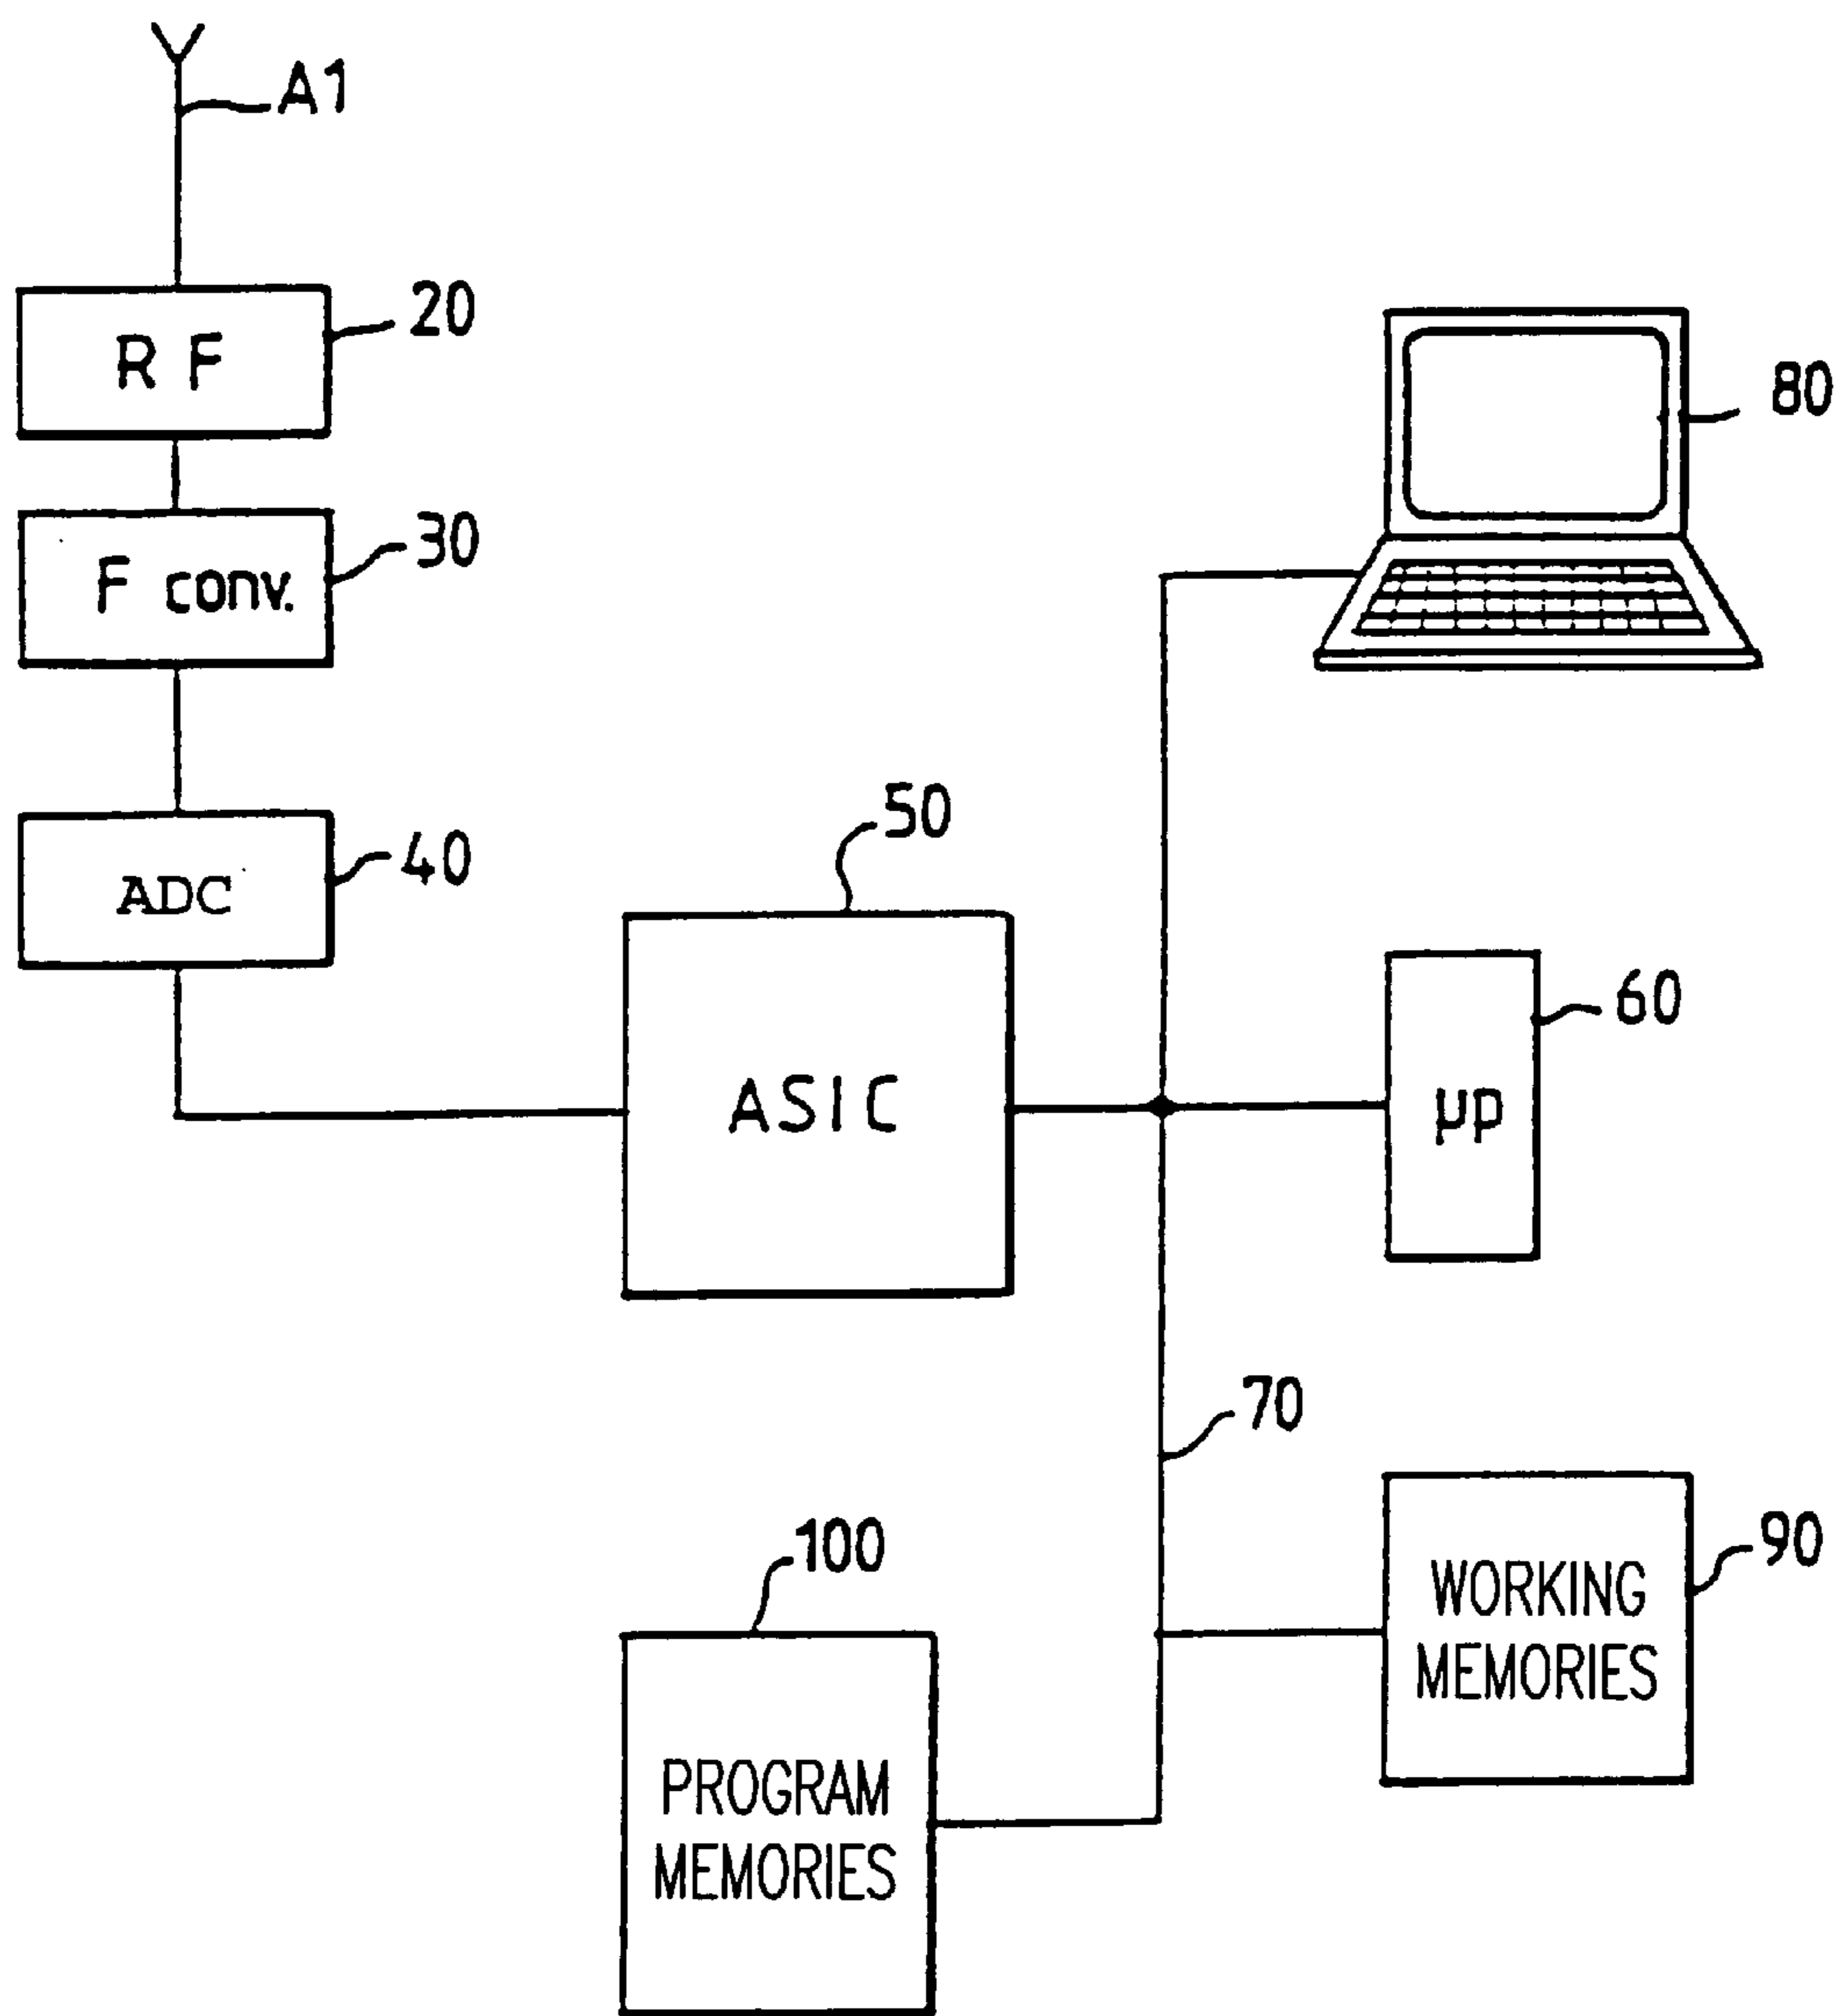 A1
20
R F
30
F conv.
80
40
ADC
50
60
ASIC
µp
70
100
90
WORKING
MEMORIES
PROGRAM
MEMORIES